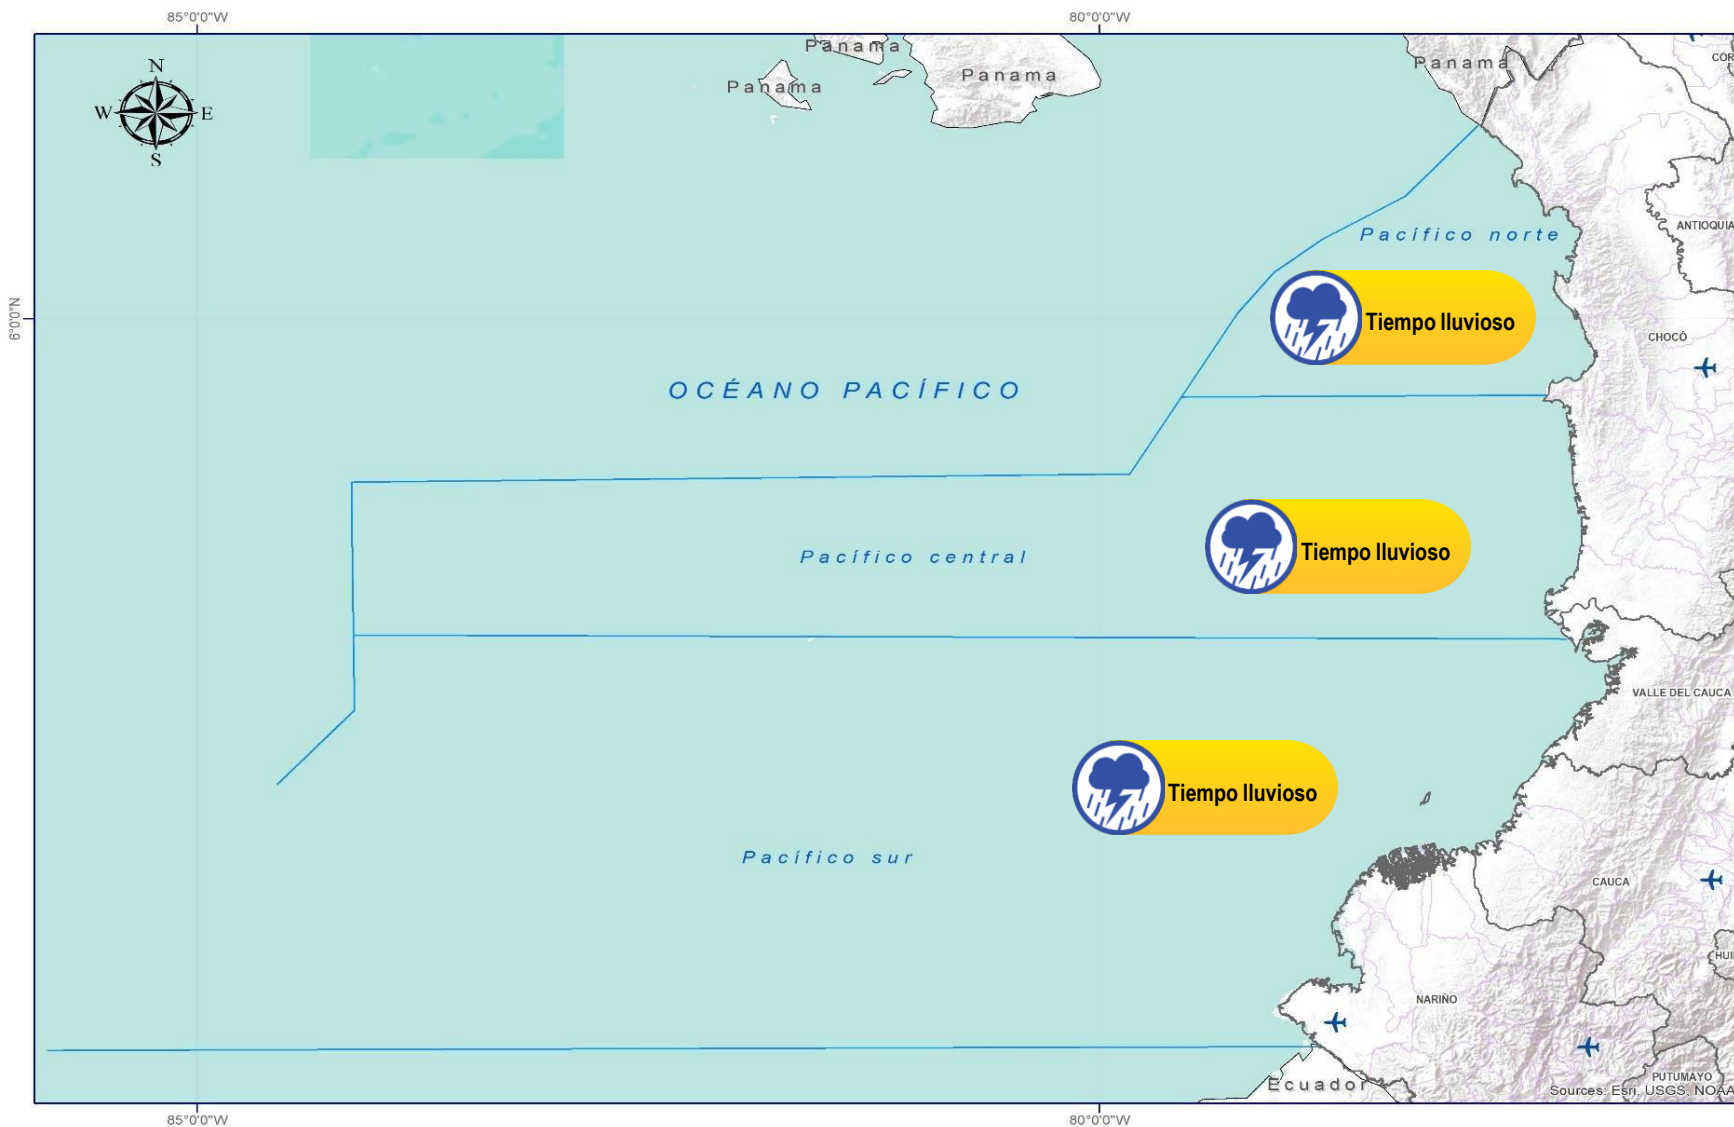 85°0'0"W
80°0'0"W
Panama
Panama
Panama
Panama
N
W
E
S
ANTIOQUIA
Pacífico norte
6°0'0"N
Tiempo lluvioso
CHOCÓ
OCÉANO PACÍFICO
Tiempo lluvioso
Pacífico central
VALLE DEL CAUCA
Tiempo lluvioso
Pacífico sur
CAUCA
NARIÑO
PUTUMAYO
Ecuador
Sources: Esri, USGS, NOAA
85°0'0"W
80°0'0"W